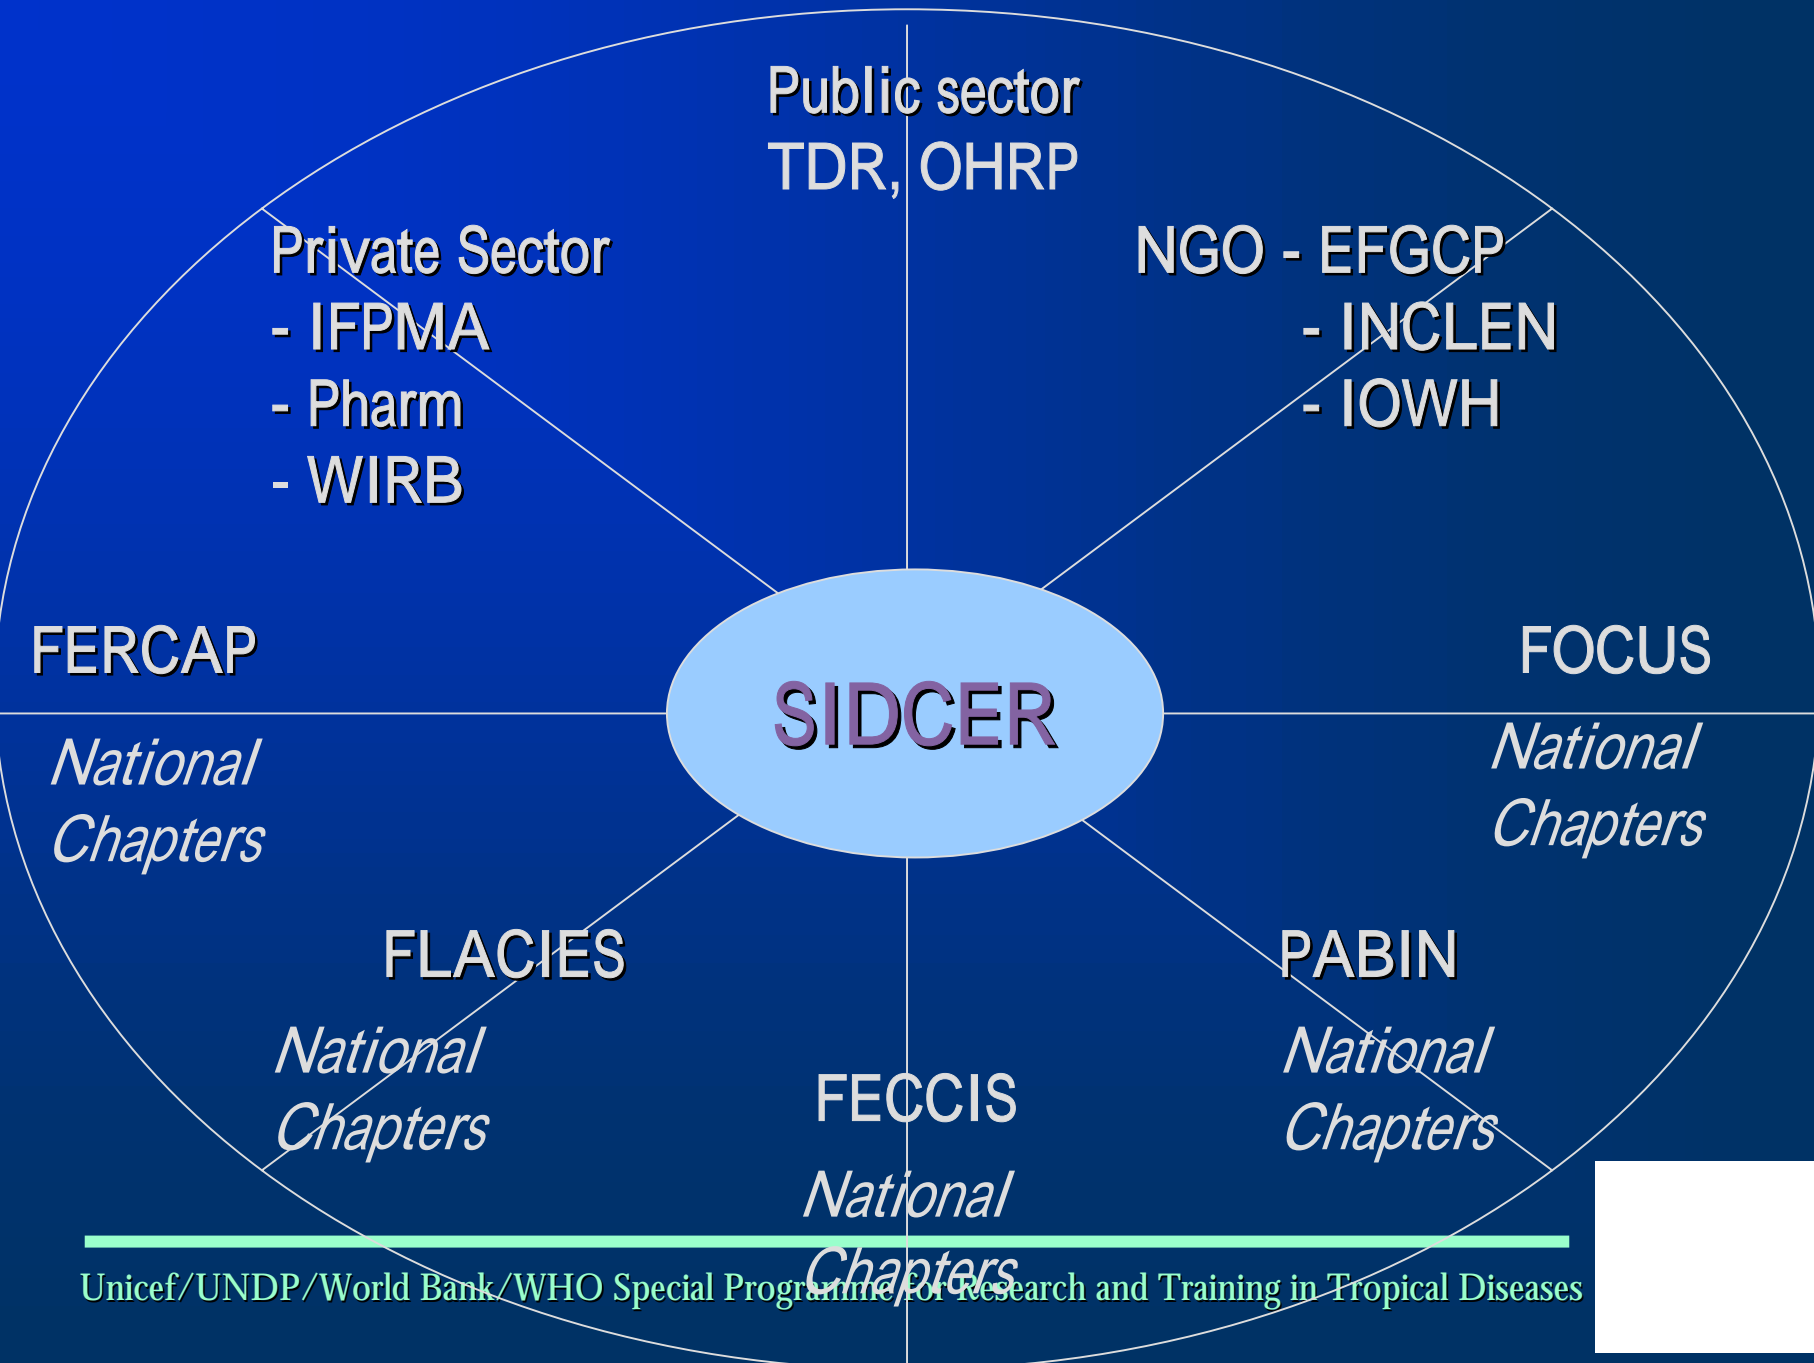 Public sector
TDR, OHRP
Private Sector
- IFPMA
- Pharm
- WIRB
NGO - EFGCP
- INCLEN
- IOWH
FERCAP
National
Chapters
SIDCER
FOCUS
National
Chapters
FLACIES
National
Chapters
FECCIS
National
Chapters
PABIN
National
Chapters
Unicef/UNDP/World Bank/WHO Special Programme for Research and Training in Tropical Diseases